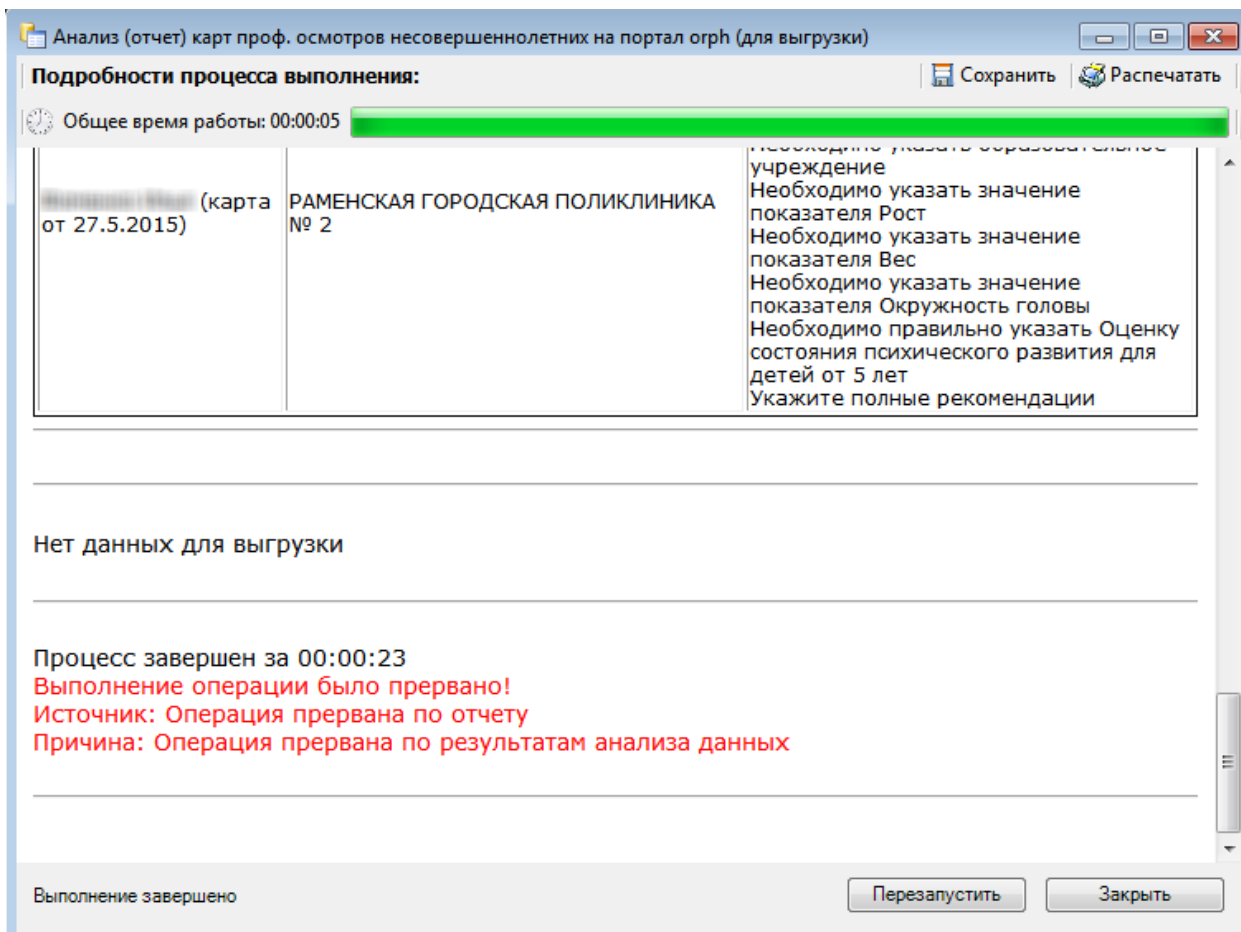 Анализ (отчет) карт проф. осмотров несовершеннолетних на портал orph (для выгрузки)
Подробности процесса выполнения:
Сохранить
Распечатать
Общее время работы: 00:00:05
Необходимо указать образовательное
учреждение
(карта
от 27.5.2015)
РАМЕНСКАЯ ГОРОДСКАЯ ПОЛИКЛИНИКА
№ 2
Необходимо указать значение
показателя Рост
Необходимо указать значение
показателя Вес
Необходимо указать значение
показателя Окружность головы
Необходимо правильно указать Оценку
состояния психического развития для
детей от 5 лет
Укажите полные рекомендации
Нет данных для выгрузки
Процесс завершен за 00:00:23
Выполнение операции было прервано!
Источник: Операция прервана по отчету
Причина: Операция прервана по результатам анализа данных
Выполнение завершено
Перезапустить
Закрыть